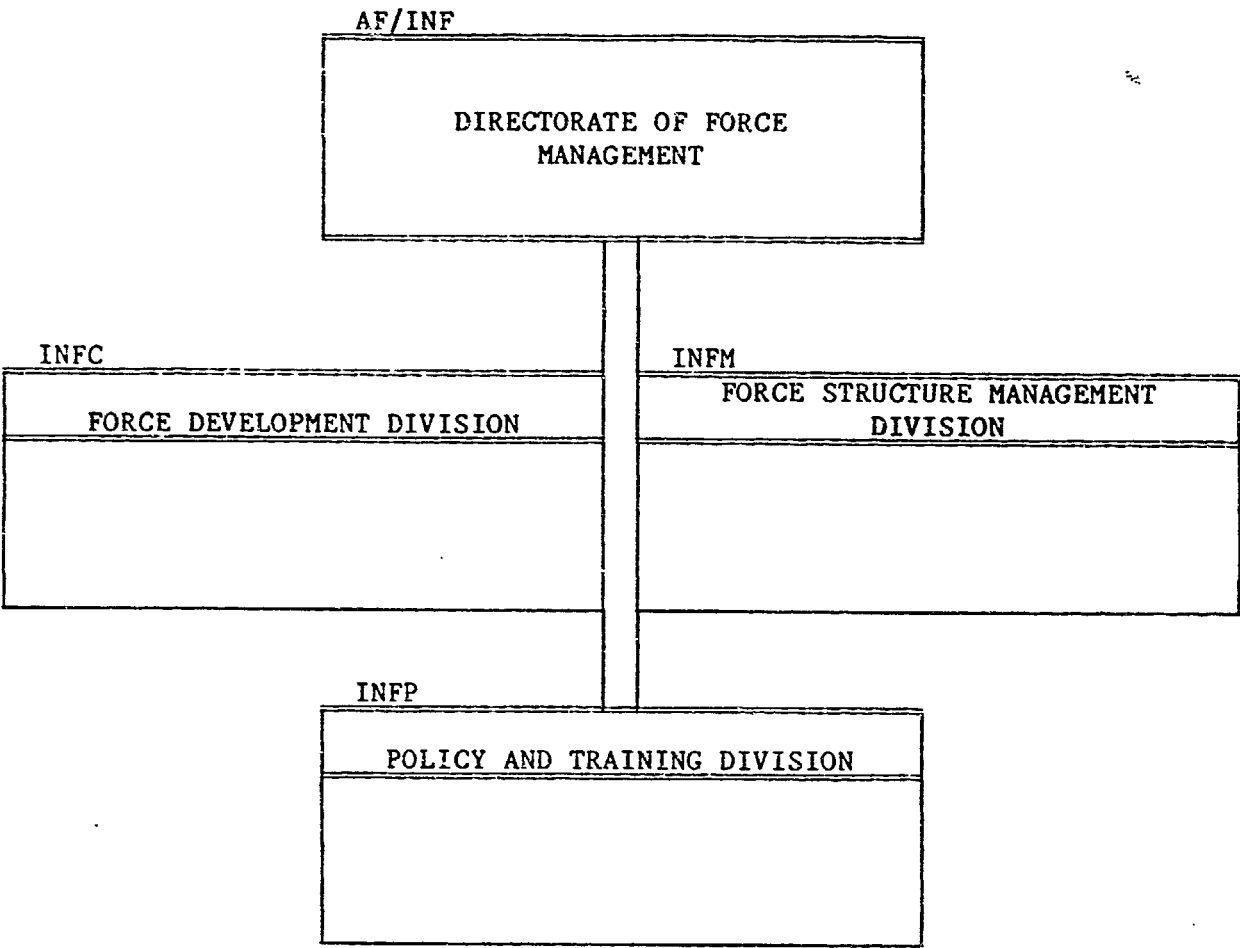 AF/INF
DIRECTORATE OF FORCE
MANAGEMENT
INFC
FORCE DEVELOPMENT DIVISION
INFM
FORCE STRUCTURE MANAGEMENT
DIVISION
INFP
POLICY AND TRAINING DIVISION